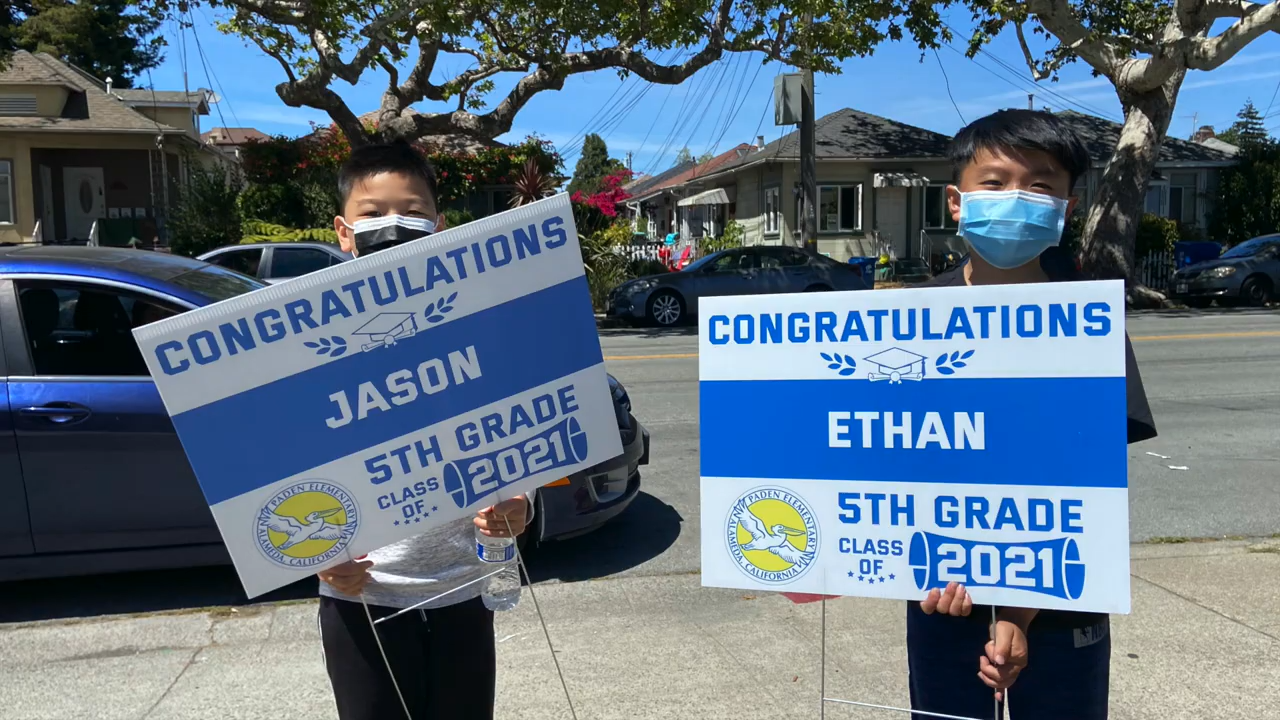 CONGRATULATIONS
JASON
5TH GRADE
CLASS
OF
2021
PADEN ELEMENTARY
ALAMEDA, CALIFORNIA
CONGRATULATIONS
ETHAN
5TH GRADE
CLASS
OF
2021
PADEN ELEMENTARY
ALAMEDA, CALIFORNIA